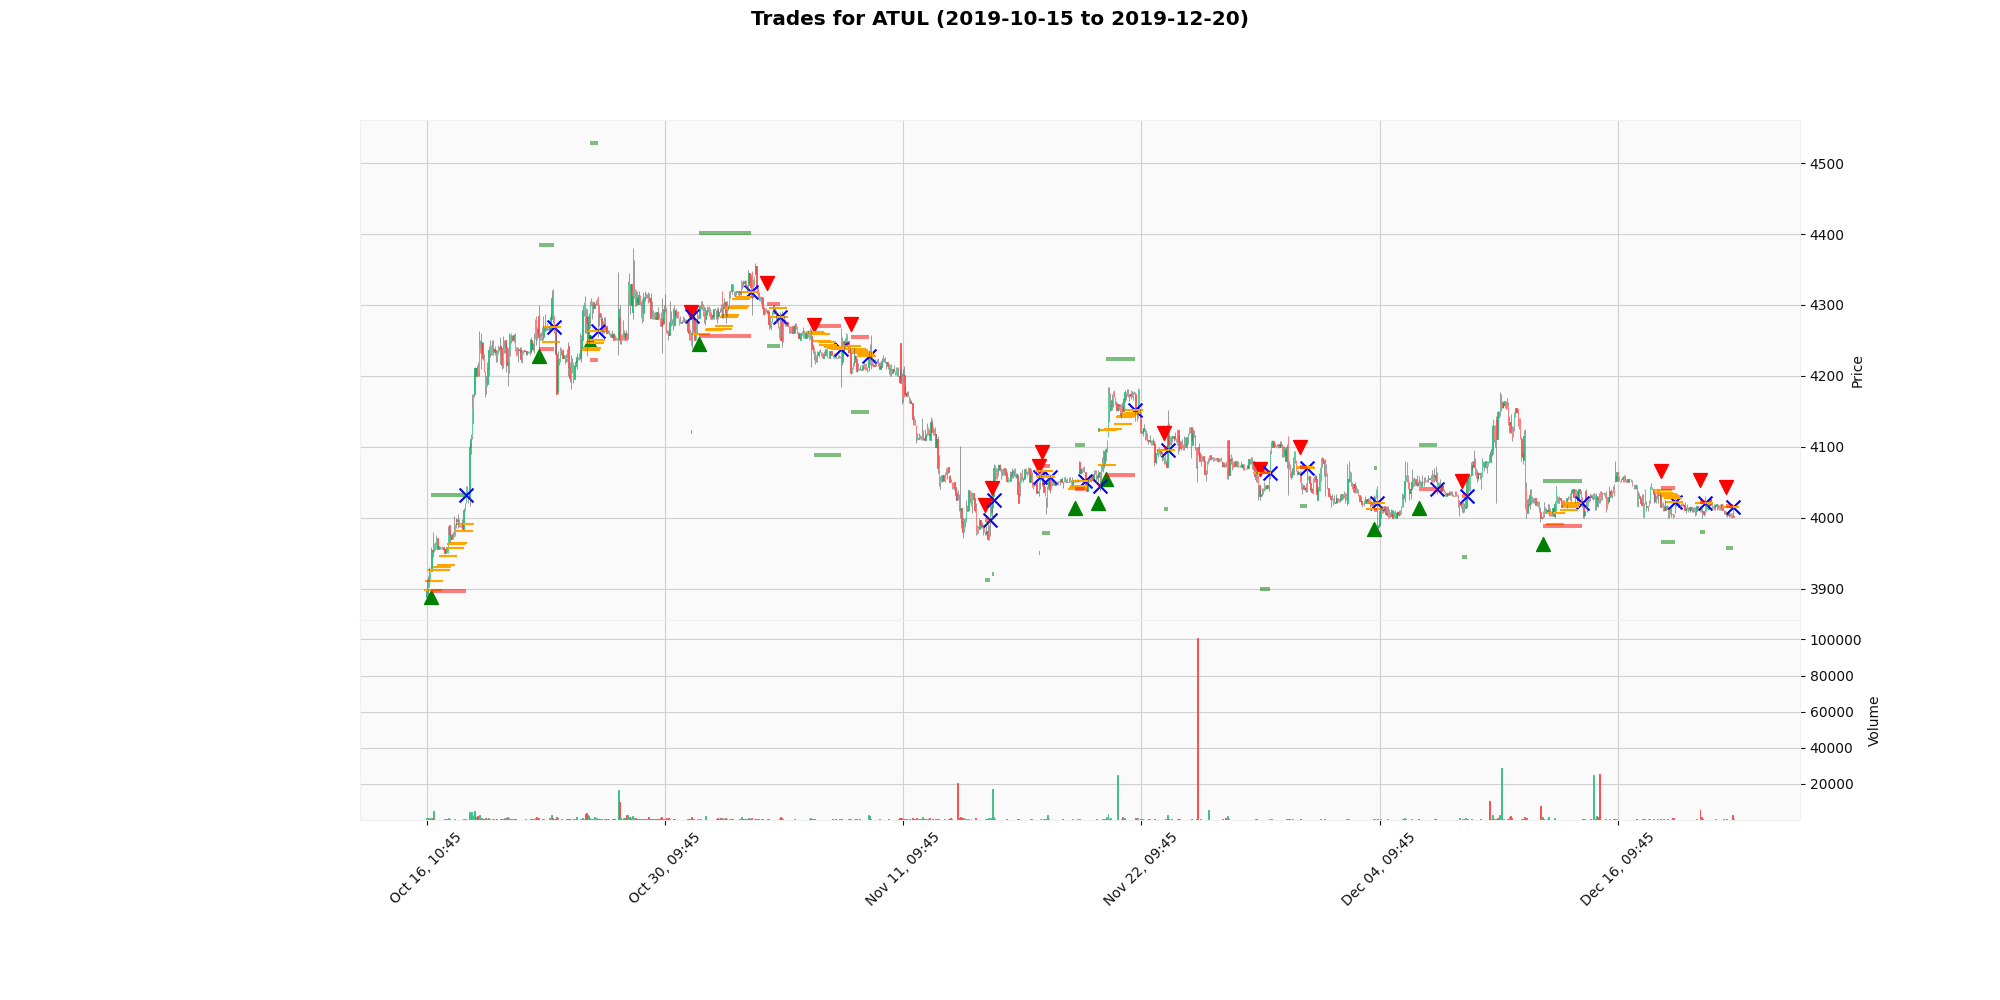 Trades for ATUL (2019-10-15 to 2019-12-20)
4500
4400
4300
4200
4100
4000
3900
Price
100000
80000
60000
40000
20000
Volume
Oct 16, 10:45
Oct 30, 09:45
Nov 11, 09:45
Nov 22, 09:45
Dec 04, 09:45
Dec 16, 09:45